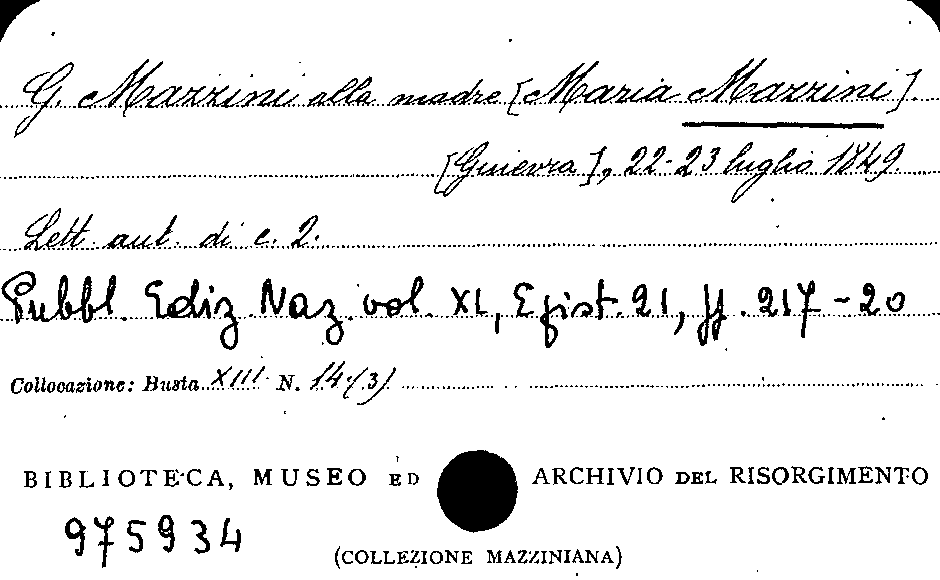 G. Mazzini alla madre [Maria Mazzini].
[Ginevra], 22-23 luglio 1849.
Lett. aut. di c. 2.
Pubbl. Ediz. Naz. vol. XL, Epist. 21, pp. 217-20
Collocazione: Busta XIII N. 14(3)
BIBLIOTECA, MUSEO ED ARCHIVIO DEL RISORGIMENTO
975934
(COLLEZIONE MAZZINIANA)